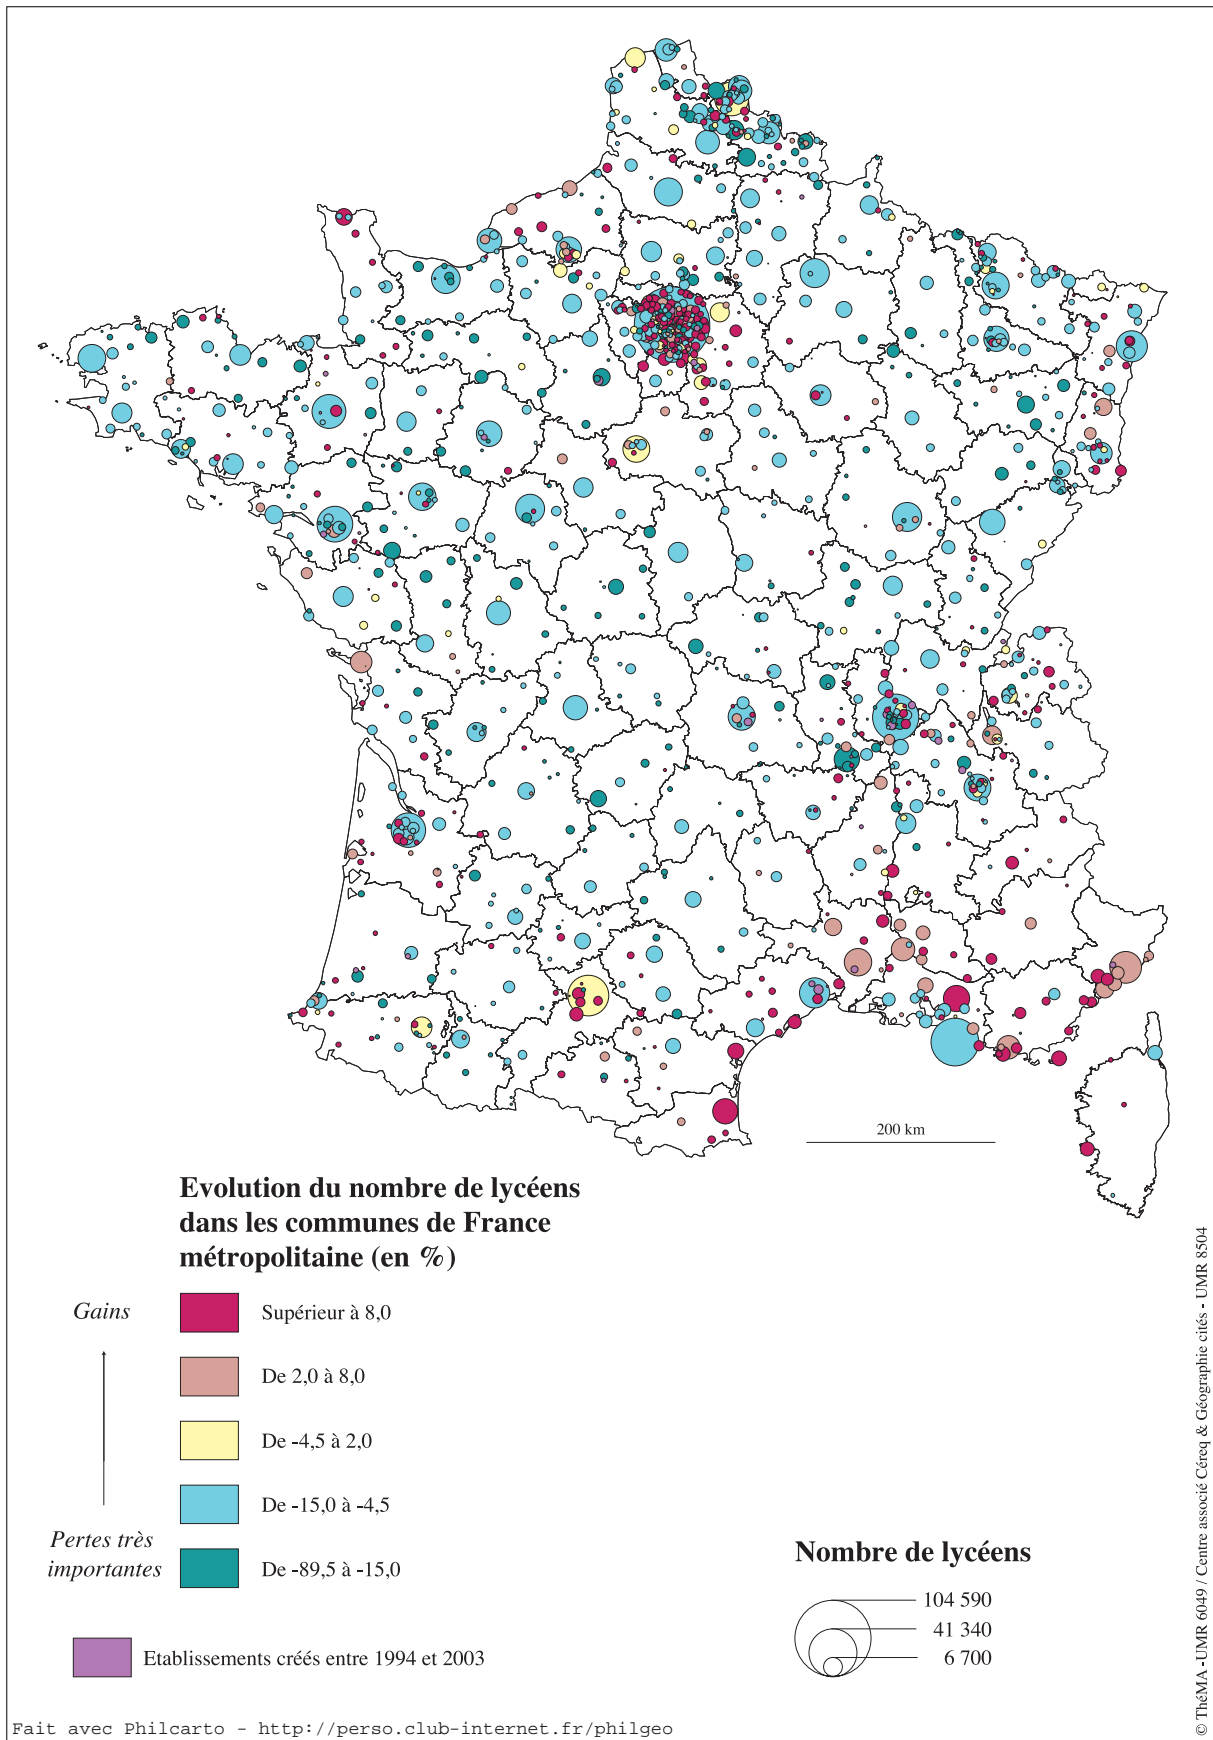 200 km
Evolution du nombre de lycéens
dans les communes de France
métropolitaine (en %)
Gains
Supérieur à 8,0
De 2,0 à 8,0
De -4,5 à 2,0
De -15,0 à -4,5
Pertes très
importantes
De -89,5 à -15,0
Etablissements créés entre 1994 et 2003
Nombre de lycéens
104 590
41 340
6 700
© ThéMA -UMR 6049 / Centre associé Céreq & Géographie cités - UMR 8504
Fait avec Philcarto - http://perso.club-internet.fr/philgeo